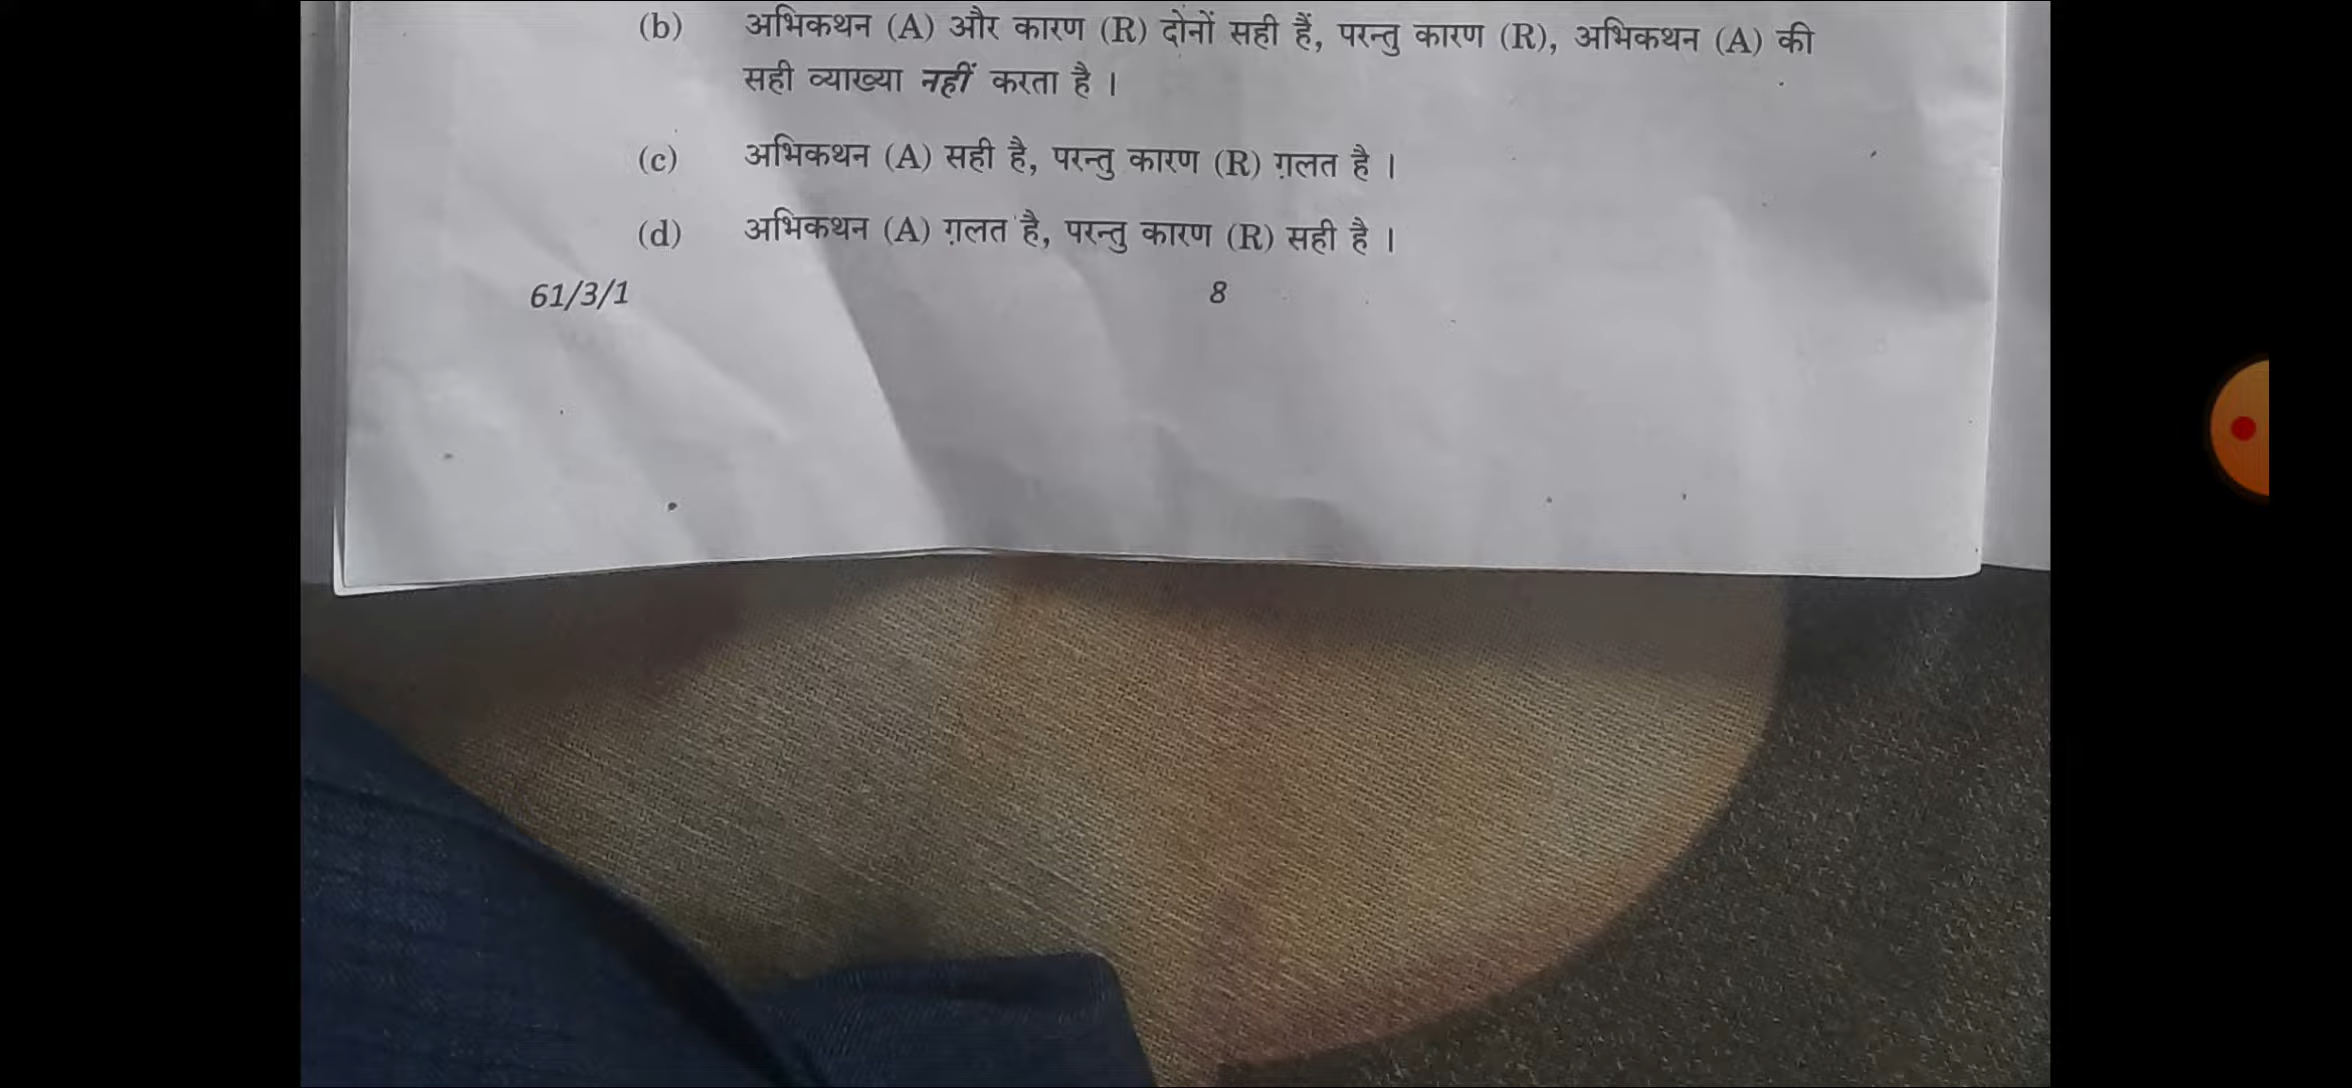 (b) अभिकथन (A) और कारण (R) दोनों सही हैं, परन्तु कारण (R), अभिकथन (A) की
सही व्याख्या नहीं करता है ।
(c) अभिकथन (A) सही है, परन्तु कारण (R) ग़लत है ।
(d) अभिकथन (A) ग़लत है, परन्तु कारण (R) सही है ।
61/3/1 8